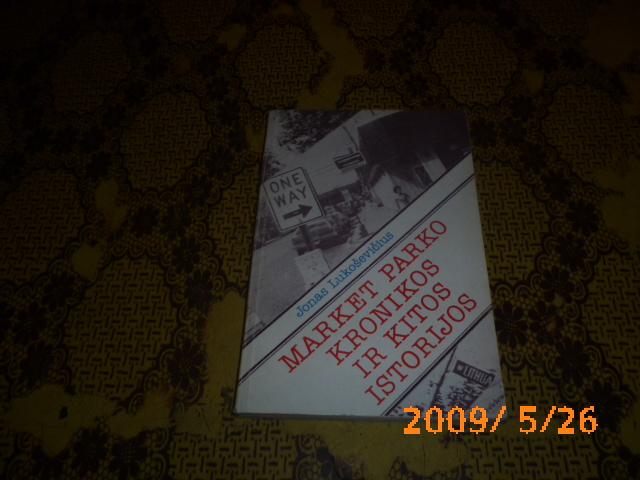 ONE
WAY
Jonas Lukoševičius
MARKET PARKO
KRONIKOS
IR KITOS
ISTORIJOS
2009/ 5/26